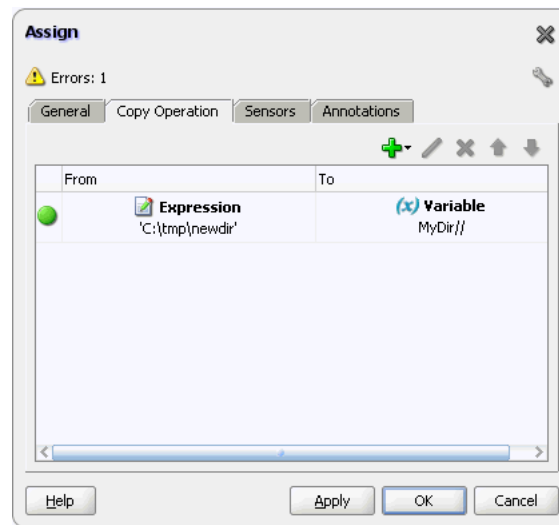 Assign
Errors: 1
General Copy Operation Sensors Annotations
From To
Expression (x) Variable
'C:\tmp\newdir' MyDir//
Help Apply OK Cancel